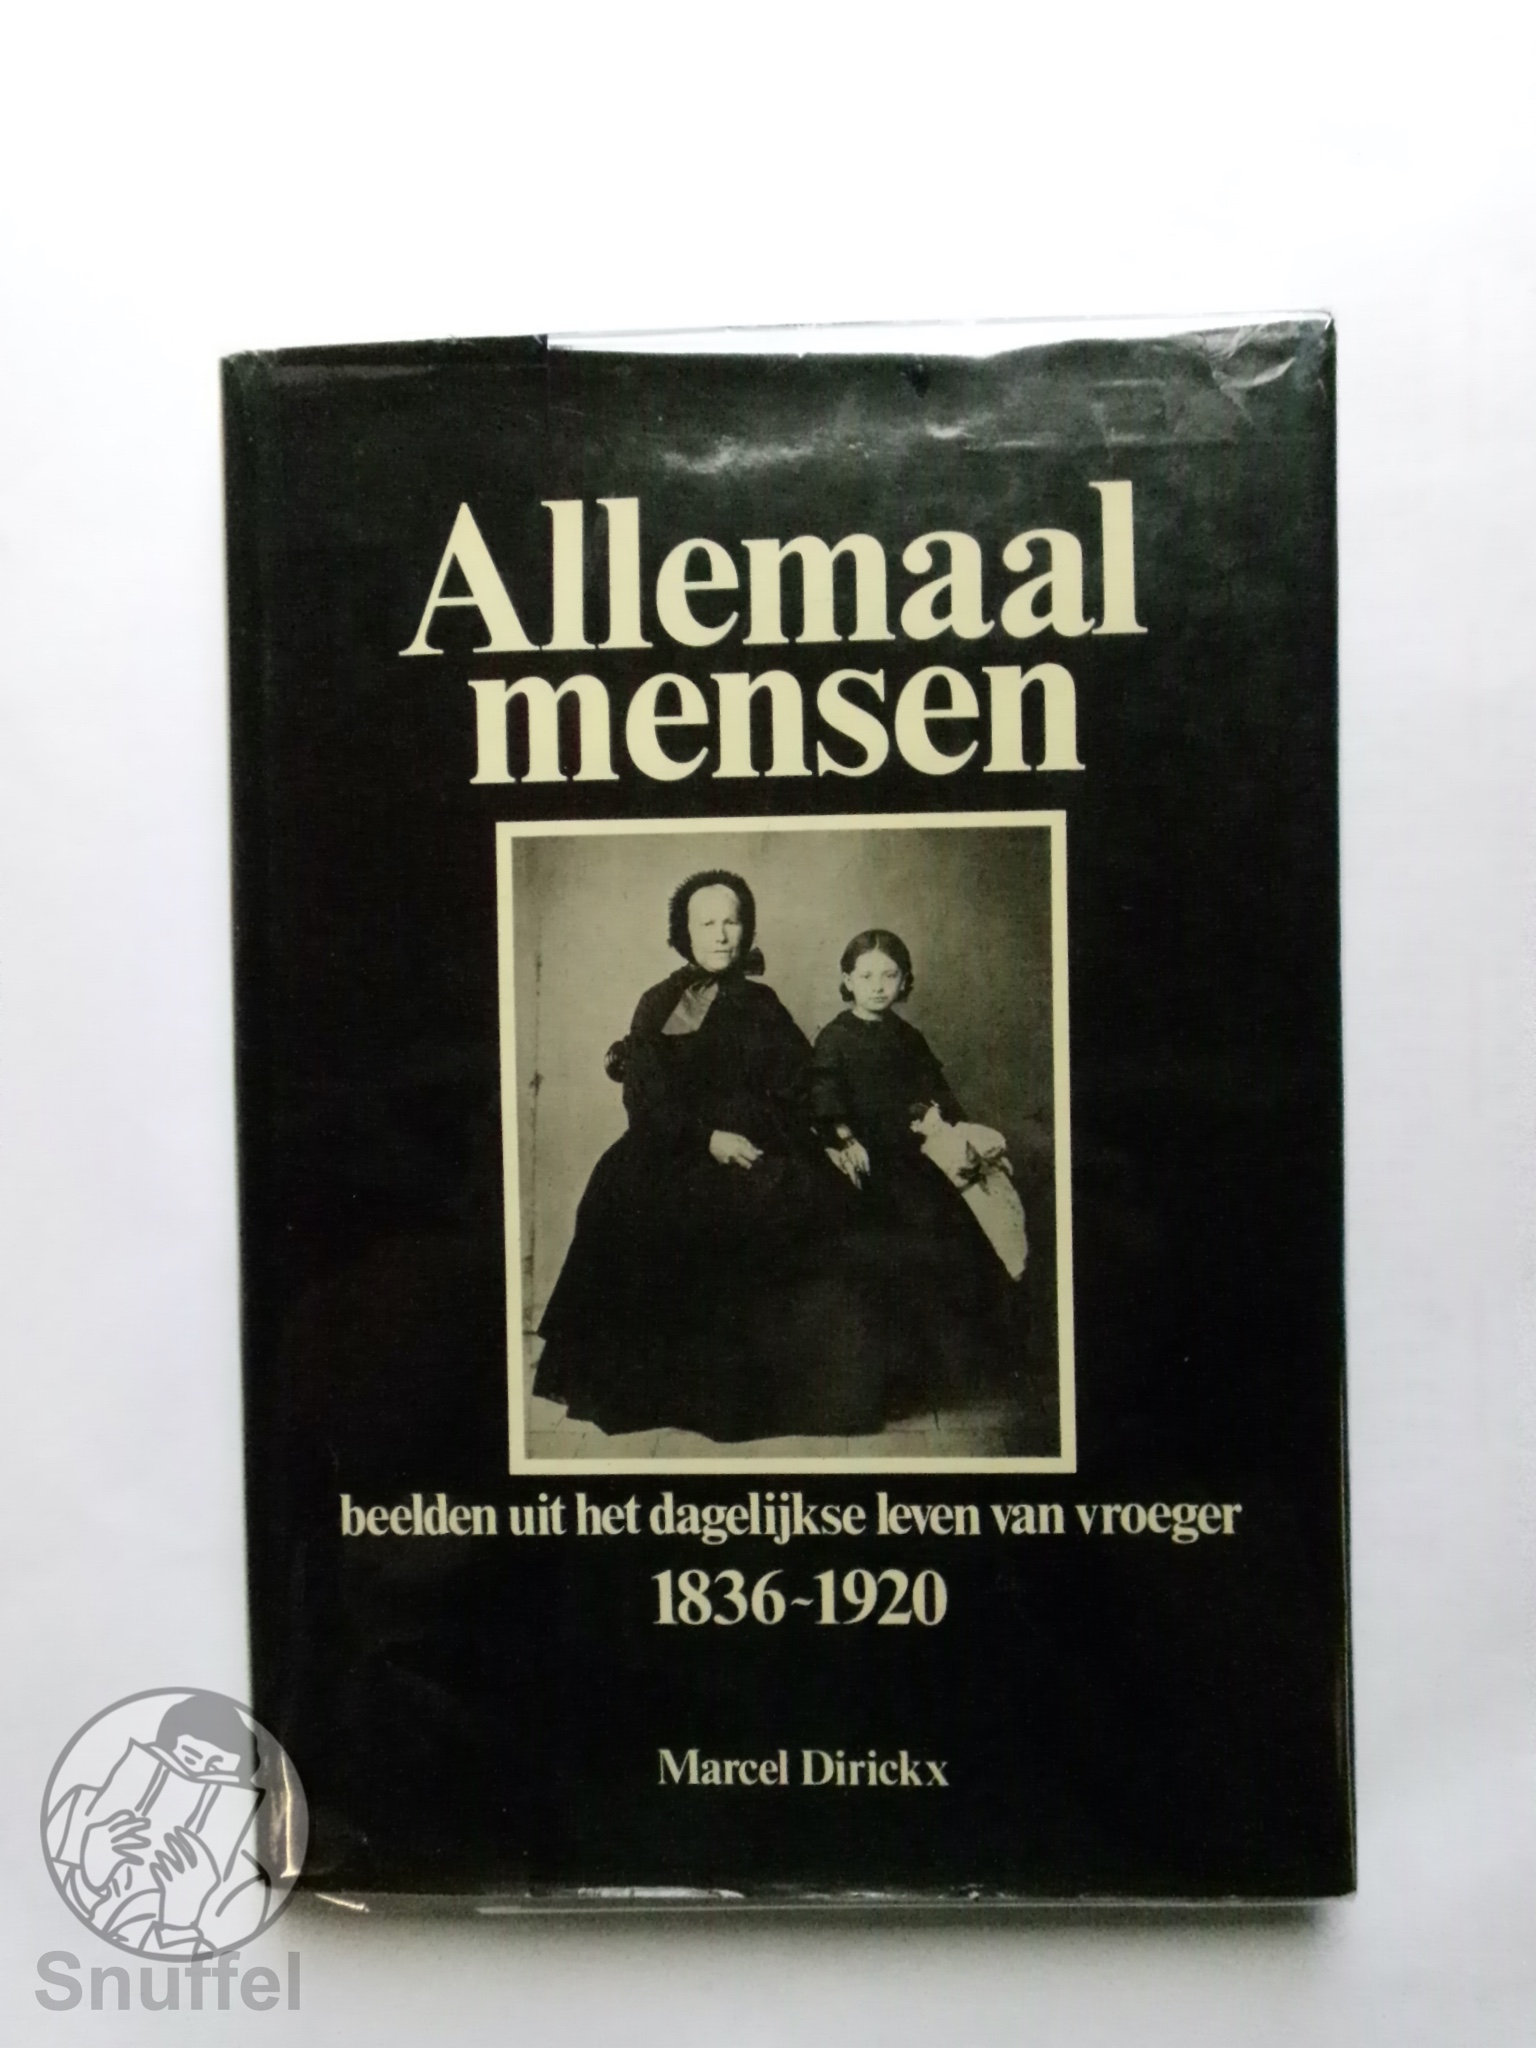 Allemaal
mensen
beelden uit het dagelijkse leven van vroeger
1836~1920
Marcel Dirickx
Snuffel